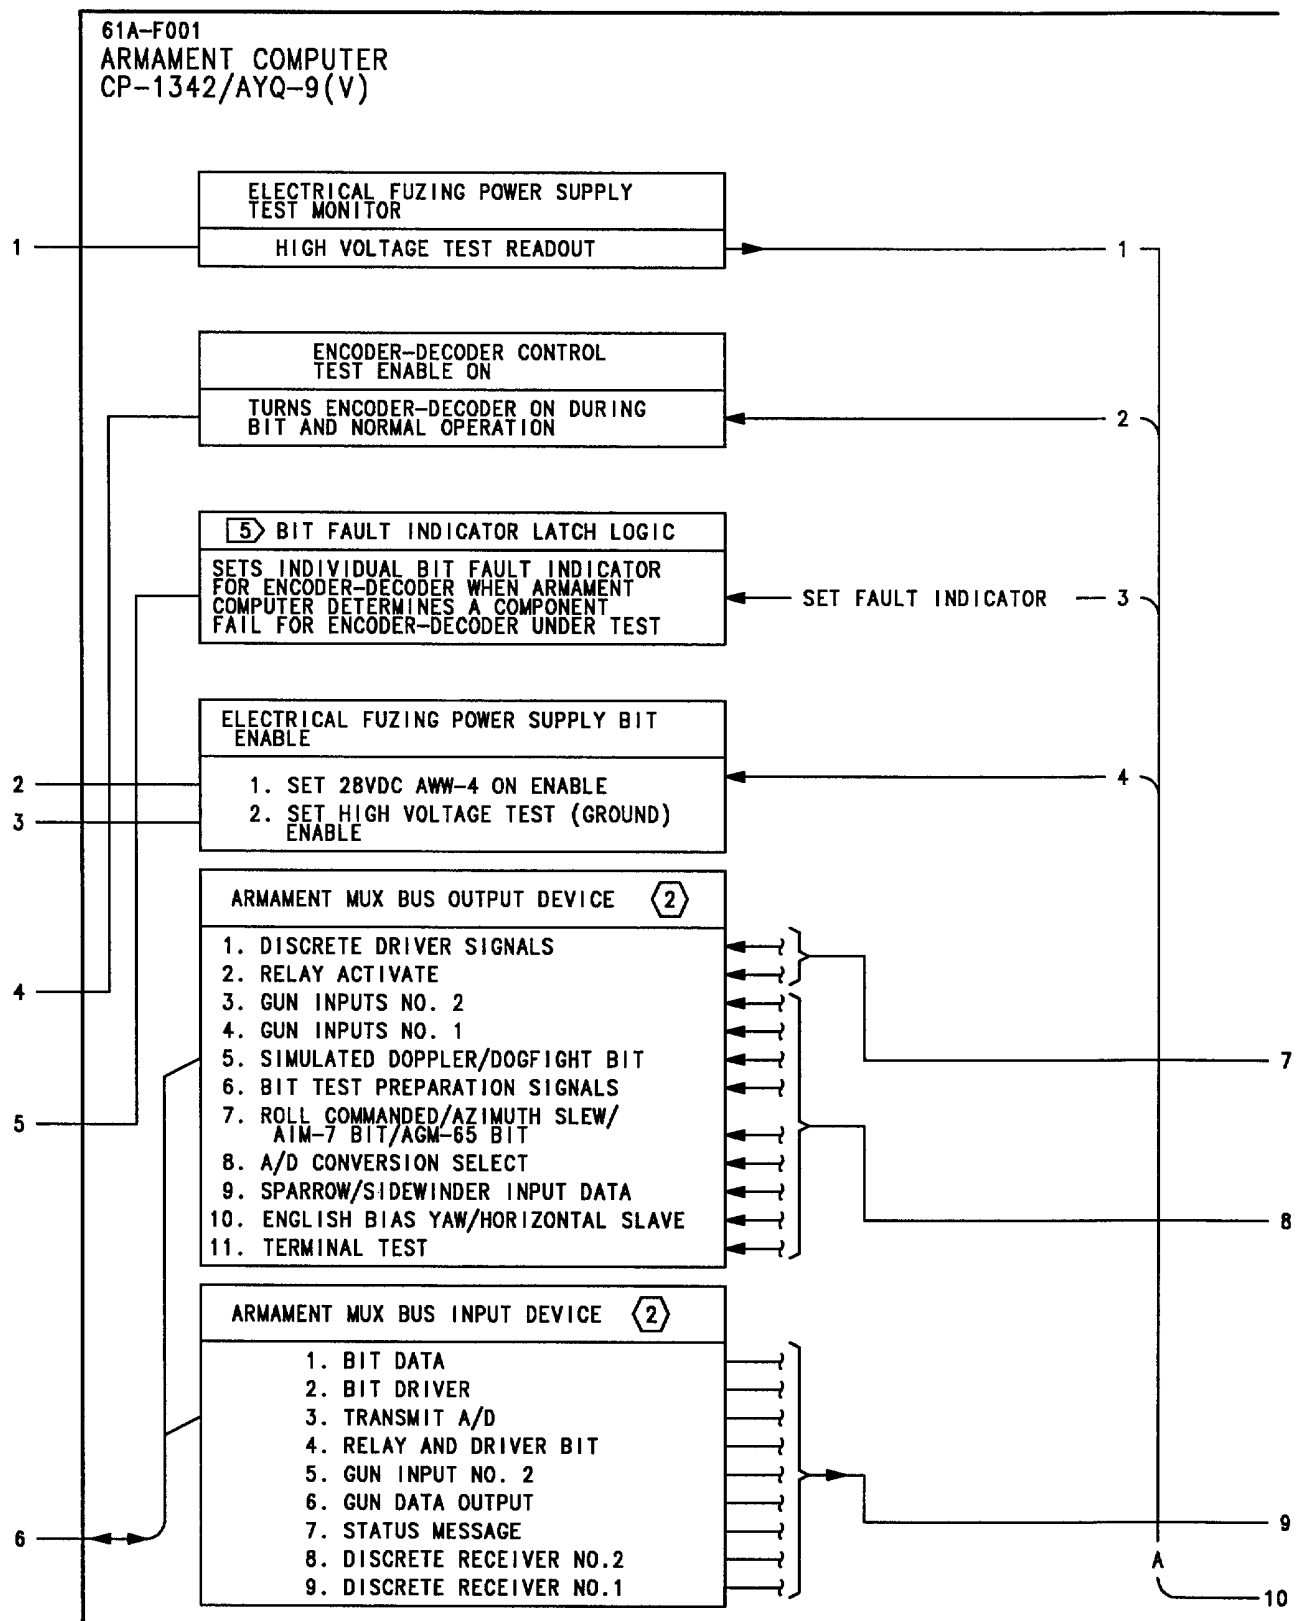 61A-F001
ARMAMENT COMPUTER
CP-1342/AYQ-9(V)
ELECTRICAL FUZING POWER SUPPLY
TEST MONITOR
1 HIGH VOLTAGE TEST READOUT 1
ENCODER-DECODER CONTROL
TEST ENABLE ON
TURNS ENCODER-DECODER ON DURING
BIT AND NORMAL OPERATION 2
5 BIT FAULT INDICATOR LATCH LOGIC
SETS INDIVIDUAL BIT FAULT INDICATOR
FOR ENCODER-DECODER WHEN ARMAMENT
COMPUTER DETERMINES A COMPONENT
FAIL FOR ENCODER-DECODER UNDER TEST
SET FAULT INDICATOR 3
ELECTRICAL FUZING POWER SUPPLY BIT
ENABLE
4
2 1. SET 28VDC AWW-4 ON ENABLE
3 2. SET HIGH VOLTAGE TEST (GROUND)
ENABLE
ARMAMENT MUX BUS OUTPUT DEVICE 2
1. DISCRETE DRIVER SIGNALS
2. RELAY ACTIVATE
4
3. GUN INPUTS NO. 2
4. GUN INPUTS NO. 1
5. SIMULATED DOPPLER/DOGFIGHT BIT 7
6. BIT TEST PREPARATION SIGNALS
5 7. ROLL COMMANDED/AZIMUTH SLEW/
AIM-7 BIT/AGM-65 BIT
8. A/D CONVERSION SELECT
9. SPARROW/SIDEWINDER INPUT DATA
10. ENGLISH BIAS YAW/HORIZONTAL SLAVE 8
11. TERMINAL TEST
ARMAMENT MUX BUS INPUT DEVICE 2
1. BIT DATA
2. BIT DRIVER
3. TRANSMIT A/D
4. RELAY AND DRIVER BIT
5. GUN INPUT NO. 2
6. GUN DATA OUTPUT
9
6 7. STATUS MESSAGE
8. DISCRETE RECEIVER NO.2
A
9. DISCRETE RECEIVER NO.1
10